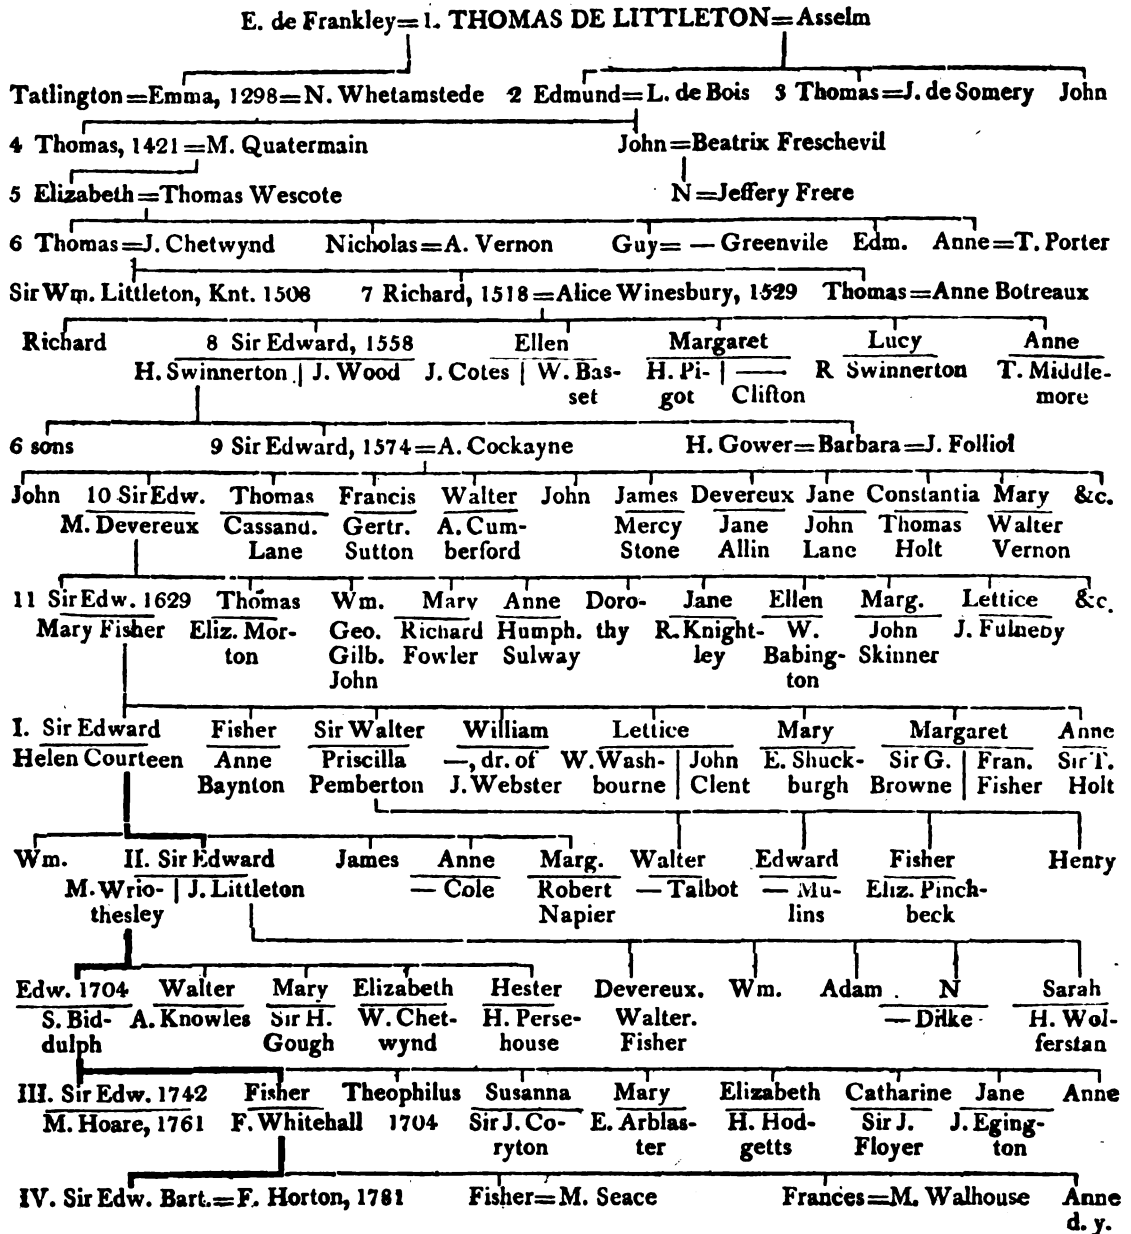 E. de Frankley=1. THOMAS DE LITTLETON=Asselm
Tatlington=Emma, 1298=N. Whetamstede 2 Edmund=L. de Bois 3 Thomas=J. de Somery John
4 Thomas, 1421=M. Quatermain John=Beatrix Freschevil
5 Elizabeth=Thomas Wescote N=Jeffery Frere
6 Thomas=J. Chetwynd Nicholas=A. Vernon Guy= — Greenvile Edm. Anne=T. Porter
Sir Wm. Littleton, Knt. 1508 7 Richard, 1518=Alice Winesbury, 1529 Thomas=Anne Botreaux
Richard 8 Sir Edward, 1558 Ellen Margaret Lucy Anne
H. Swinnerton | J. Wood J. Cotes | W. Bas- H. Pi- | — R Swinnerton T. Middle-
set got Clifton more
6 sons 9 Sir Edward, 1574=A. Cockayne H. Gower=Barbara=J. Folliot
John 10 Sir Edw. Thomas Francis Walter John James Devereux Jane Constantia Mary &c.
M. Devereux Cassand. Gertr. A. Cum- Mercy Jane John Thomas Walter
Lane Sutton berford Stone Allin Lane Holt Vernon
11 Sir Edw. 1629 Thomas Wm. Mary Anne Doro- Jane Ellen Marg. Lettice &c.
Mary Fisher Eliz. Mor- Geo. Richard Humph. thy R. Knight- W. John J. Fulneby
ton Gilb. Fowler Sulway ley Babing- Skinner
John ton
I. Sir Edward Fisher Sir Walter William Lettice Mary Margaret Anne
Helen Courteen Anne Priscilla —, dr. of W. Wash- | John E. Shuck- Sir G. | Fran. Sir T.
Baynton Pemberton J. Webster bourne | Clent burgh Browne | Fisher Holt
Wm. II. Sir Edward James Anne Marg. Walter Edward Fisher Henry
M. Wrio- | J. Littleton — Cole Robert — Talbot — Mu- Eliz. Pinch-
thesley Napier lins beck
Edw. 1704 Walter Mary Elizabeth Hester Devereux. Wm. Adam N Sarah
S. Bid- A. Knowles Sir H. W. Chet- H. Perse- Walter. — Dilke H. Wol-
dulph Gough wynd house Fisher ferstan
III. Sir Edw. 1742 Fisher Theophilus Susanna Mary Elizabeth Catharine Jane Anne
M. Hoare, 1761 F. Whitehall 1704 Sir J. Co- E. Arblas- H. Hod- Sir J. J. Eging-
ryton ter getts Floyer ton
IV. Sir Edw. Bart.=F. Horton, 1781 Fisher=M. Seace Frances=M. Walhouse Anne
d. y.